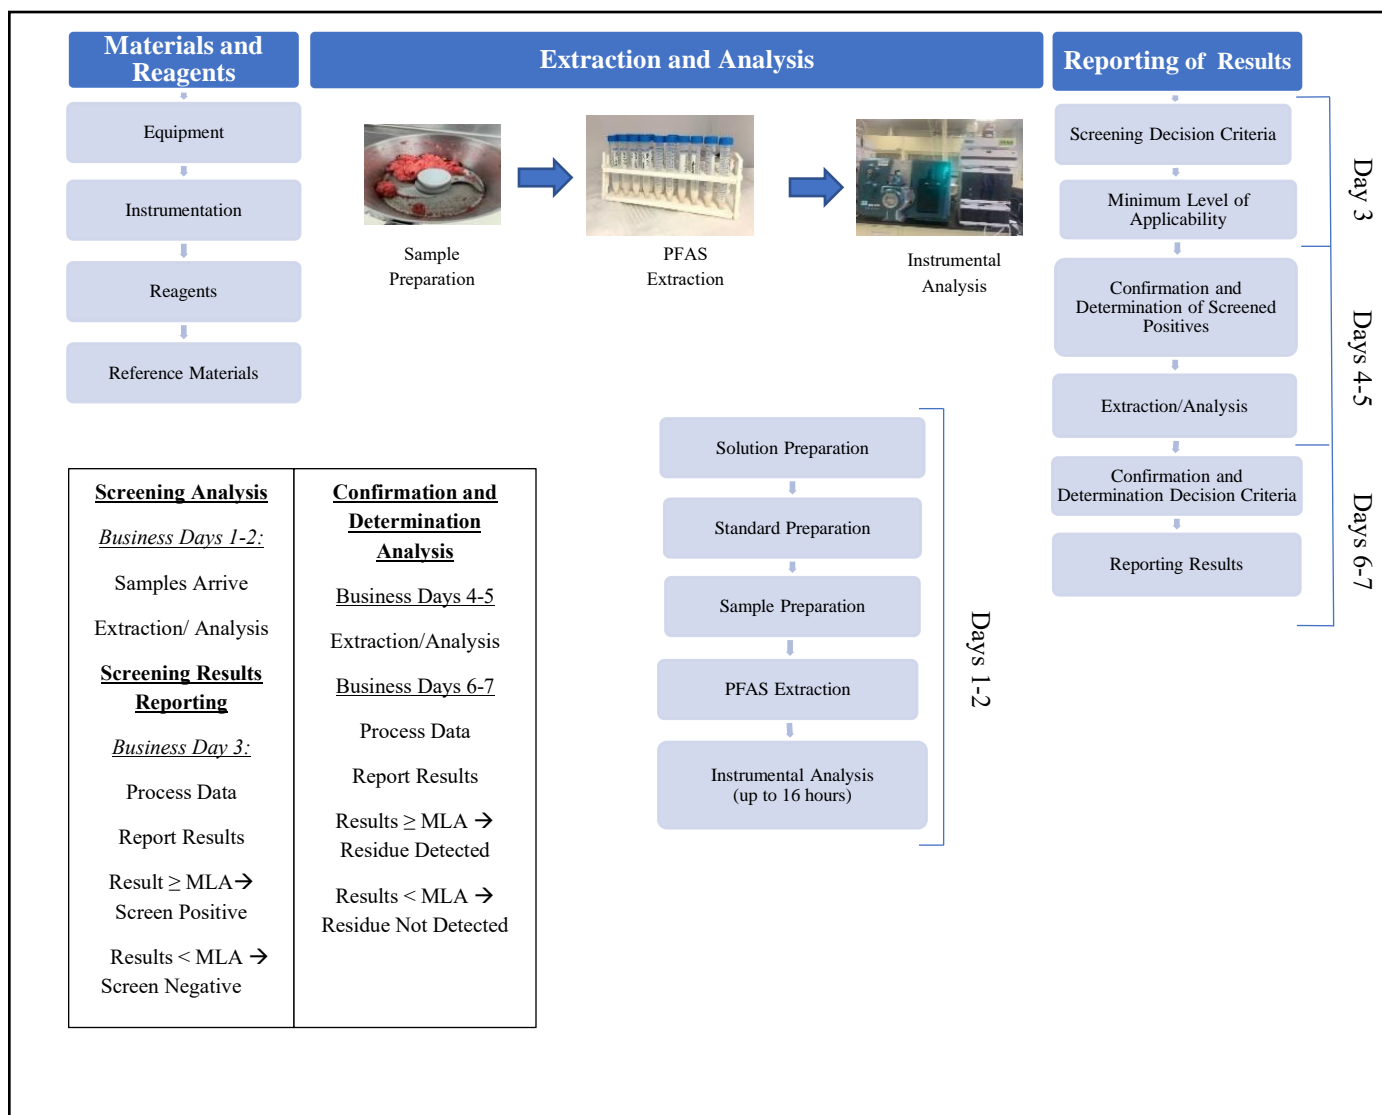 Materials and
Reagents
Equipment
Instrumentation
Reagents
Reference Materials
Extraction and Analysis
Sample
Preparation
PFAS
Extraction
Instrumental
Analysis
Solution Preparation
Standard Preparation
Sample Preparation
PFAS Extraction
Instrumental Analysis
(up to 16 hours)
Days 1-2
Reporting of Results
Screening Decision Criteria
Minimum Level of
Applicability
Confirmation and
Determination of Screened
Positives
Extraction/Analysis
Confirmation and
Determination Decision Criteria
Reporting Results
Day 3
Days 4-5
Days 6-7
Screening Analysis
Business Days 1-2:
Samples Arrive
Extraction/ Analysis
Screening Results
Reporting
Business Day 3:
Process Data
Report Results
Result ≥ MLA→
Screen Positive
Results < MLA →
Screen Negative
Confirmation and
Determination
Analysis
Business Days 4-5
Extraction/Analysis
Business Days 6-7
Process Data
Report Results
Results ≥ MLA →
Residue Detected
Results < MLA →
Residue Not Detected